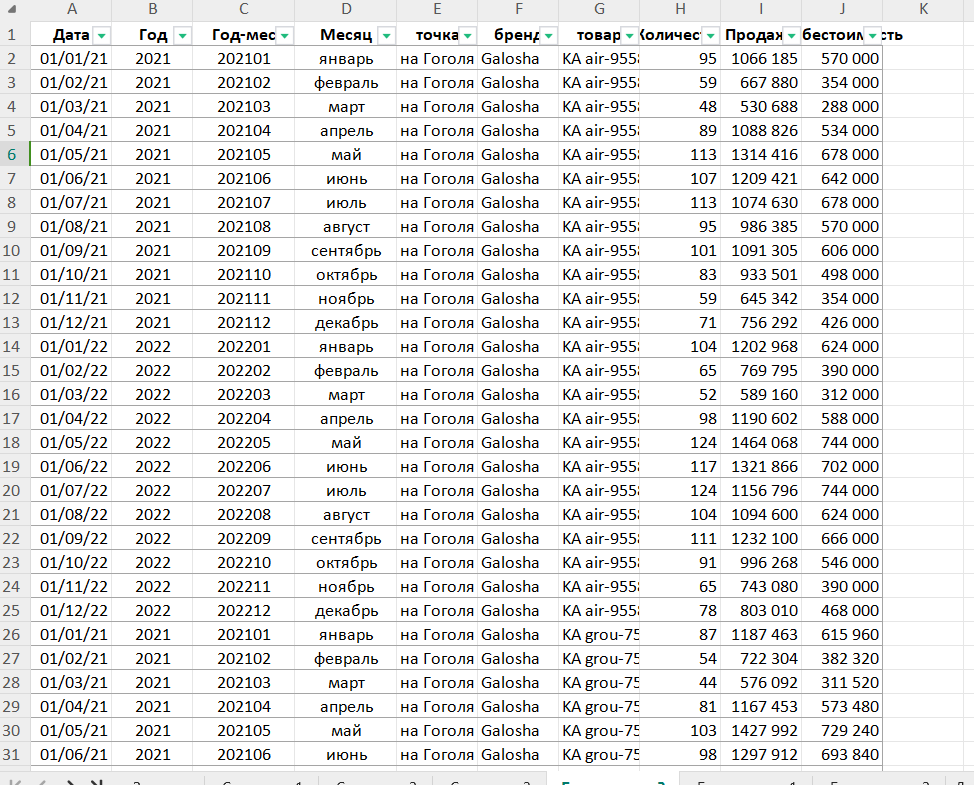 A B C D E F G H I J K
1 Дата Год Год-мес Месяц точка бренд товар Количест Продаж бестоимость
2 01/01/21 2021 202101 январь на Гоголя Galosha KA air-955 95 1066 185 570 000
3 01/02/21 2021 202102 февраль на Гоголя Galosha KA air-955 59 667 880 354 000
4 01/03/21 2021 202103 март на Гоголя Galosha KA air-955 48 530 688 288 000
5 01/04/21 2021 202104 апрель на Гоголя Galosha KA air-955 89 1088 826 534 000
6 01/05/21 2021 202105 май на Гоголя Galosha KA air-955 113 1314 416 678 000
7 01/06/21 2021 202106 июнь на Гоголя Galosha KA air-955 107 1209 421 642 000
8 01/07/21 2021 202107 июль на Гоголя Galosha KA air-955 113 1074 630 678 000
9 01/08/21 2021 202108 август на Гоголя Galosha KA air-955 95 986 385 570 000
10 01/09/21 2021 202109 сентябрь на Гоголя Galosha KA air-955 101 1091 305 606 000
11 01/10/21 2021 202110 октябрь на Гоголя Galosha KA air-955 83 933 501 498 000
12 01/11/21 2021 202111 ноябрь на Гоголя Galosha KA air-955 59 645 342 354 000
13 01/12/21 2021 202112 декабрь на Гоголя Galosha KA air-955 71 756 292 426 000
14 01/01/22 2022 202201 январь на Гоголя Galosha KA air-955 104 1202 968 624 000
15 01/02/22 2022 202202 февраль на Гоголя Galosha KA air-955 65 769 795 390 000
16 01/03/22 2022 202203 март на Гоголя Galosha KA air-955 52 589 160 312 000
17 01/04/22 2022 202204 апрель на Гоголя Galosha KA air-955 98 1190 602 588 000
18 01/05/22 2022 202205 май на Гоголя Galosha KA air-955 124 1464 068 744 000
19 01/06/22 2022 202206 июнь на Гоголя Galosha KA air-955 117 1321 866 702 000
20 01/07/22 2022 202207 июль на Гоголя Galosha KA air-955 124 1156 796 744 000
21 01/08/22 2022 202208 август на Гоголя Galosha KA air-955 104 1094 600 624 000
22 01/09/22 2022 202209 сентябрь на Гоголя Galosha KA air-955 111 1232 100 666 000
23 01/10/22 2022 202210 октябрь на Гоголя Galosha KA air-955 91 996 268 546 000
24 01/11/22 2022 202211 ноябрь на Гоголя Galosha KA air-955 65 743 080 390 000
25 01/12/22 2022 202212 декабрь на Гоголя Galosha KA air-955 78 803 010 468 000
26 01/01/21 2021 202101 январь на Гоголя Galosha KA grou-75 87 1187 463 615 960
27 01/02/21 2021 202102 февраль на Гоголя Galosha KA grou-75 54 722 304 382 320
28 01/03/21 2021 202103 март на Гоголя Galosha KA grou-75 44 576 092 311 520
29 01/04/21 2021 202104 апрель на Гоголя Galosha KA grou-75 81 1167 453 573 480
30 01/05/21 2021 202105 май на Гоголя Galosha KA grou-75 103 1427 992 729 240
31 01/06/21 2021 202106 июнь на Гоголя Galosha KA grou-75 98 1297 912 693 840